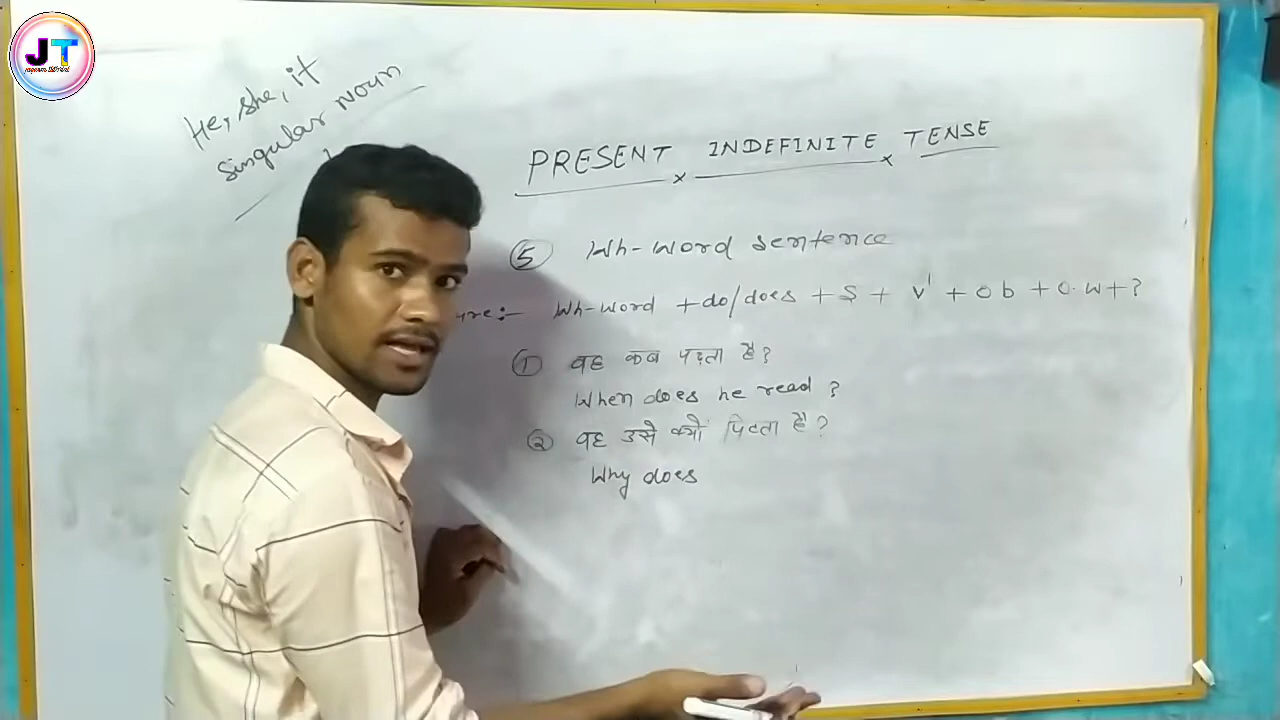 JT
He, she, it
singular noun
PRESENT INDEFINITE TENSE
⑤ Wh-word sentence
ure:- Wh-word + do/does + S + V¹ + ob + O.W + ?
① वह कब पढ़ता है?
When does he read ?
② वह उसे क्यों पिटता है?
Why does